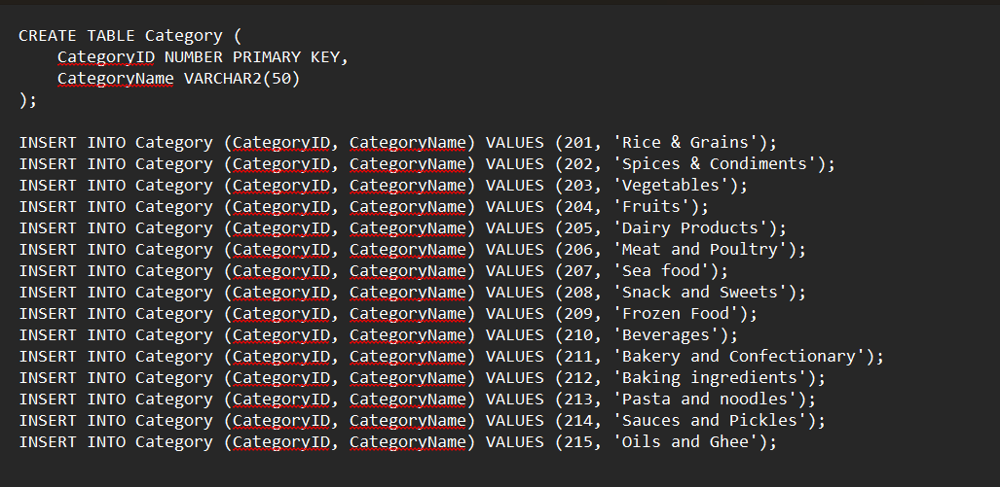 CREATE TABLE Category (
    CategoryID NUMBER PRIMARY KEY,
    CategoryName VARCHAR2(50)
);

INSERT INTO Category (CategoryID, CategoryName) VALUES (201, 'Rice & Grains');
INSERT INTO Category (CategoryID, CategoryName) VALUES (202, 'Spices & Condiments');
INSERT INTO Category (CategoryID, CategoryName) VALUES (203, 'Vegetables');
INSERT INTO Category (CategoryID, CategoryName) VALUES (204, 'Fruits');
INSERT INTO Category (CategoryID, CategoryName) VALUES (205, 'Dairy Products');
INSERT INTO Category (CategoryID, CategoryName) VALUES (206, 'Meat and Poultry');
INSERT INTO Category (CategoryID, CategoryName) VALUES (207, 'Sea food');
INSERT INTO Category (CategoryID, CategoryName) VALUES (208, 'Snack and Sweets');
INSERT INTO Category (CategoryID, CategoryName) VALUES (209, 'Frozen Food');
INSERT INTO Category (CategoryID, CategoryName) VALUES (210, 'Beverages');
INSERT INTO Category (CategoryID, CategoryName) VALUES (211, 'Bakery and Confectionary');
INSERT INTO Category (CategoryID, CategoryName) VALUES (212, 'Baking ingredients');
INSERT INTO Category (CategoryID, CategoryName) VALUES (213, 'Pasta and noodles');
INSERT INTO Category (CategoryID, CategoryName) VALUES (214, 'Sauces and Pickles');
INSERT INTO Category (CategoryID, CategoryName) VALUES (215, 'Oils and Ghee');